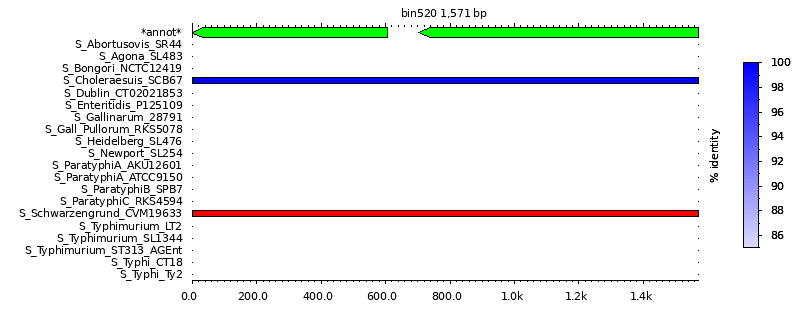 bin520 1,571 bp
*annot*
S_Abortusovis_SR44
S_Agona_SL483
S_Bongori_NCTC12419
S_Choleraesuis_SCB67
S_Dublin_CT02021853
S_Enteritidis_P125109
S_Gallinarum_28791
S_Gall_Pullorum_RKS5078
S_Heidelberg_SL476
S_Newport_SL254
S_ParatyphiA_AKU12601
S_ParatyphiA_ATCC9150
S_ParatyphiB_SPB7
S_ParatyphiC_RKS4594
S_Schwarzengrund_CVM19633
S_Typhimurium_LT2
S_Typhimurium_SL1344
S_Typhimurium_ST313_AGEnt
S_Typhi_CT18
S_Typhi_Ty2
0.0 200.0 400.0 600.0 800.0 1.0k 1.2k 1.4k
% identity
100
98
96
94
92
90
88
86